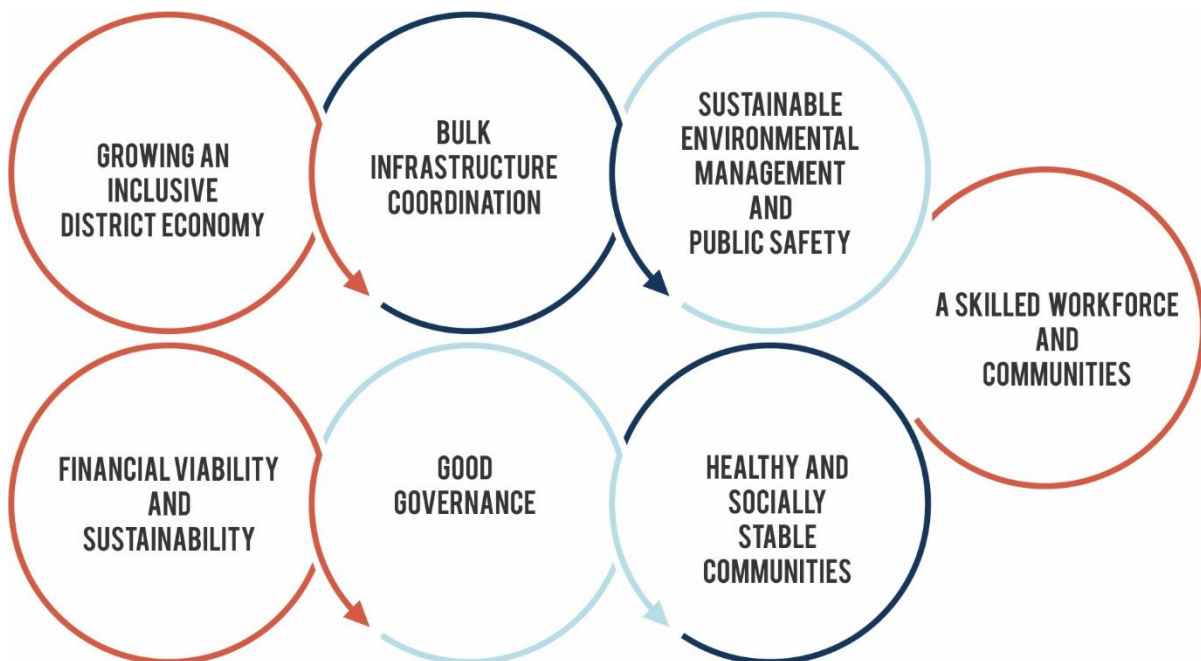 GROWING AN
INCLUSIVE
DISTRICT ECONOMY
BULK
INFRASTRUCTURE
COORDINATION
SUSTAINABLE
ENVIRONMENTAL
MANAGEMENT
AND
PUBLIC SAFETY
A SKILLED WORKFORCE
AND
COMMUNITIES
FINANCIAL VIABILITY
AND
SUSTAINABILITY
GOOD
GOVERNANCE
HEALTHY AND
SOCIALLY
STABLE
COMMUNITIES